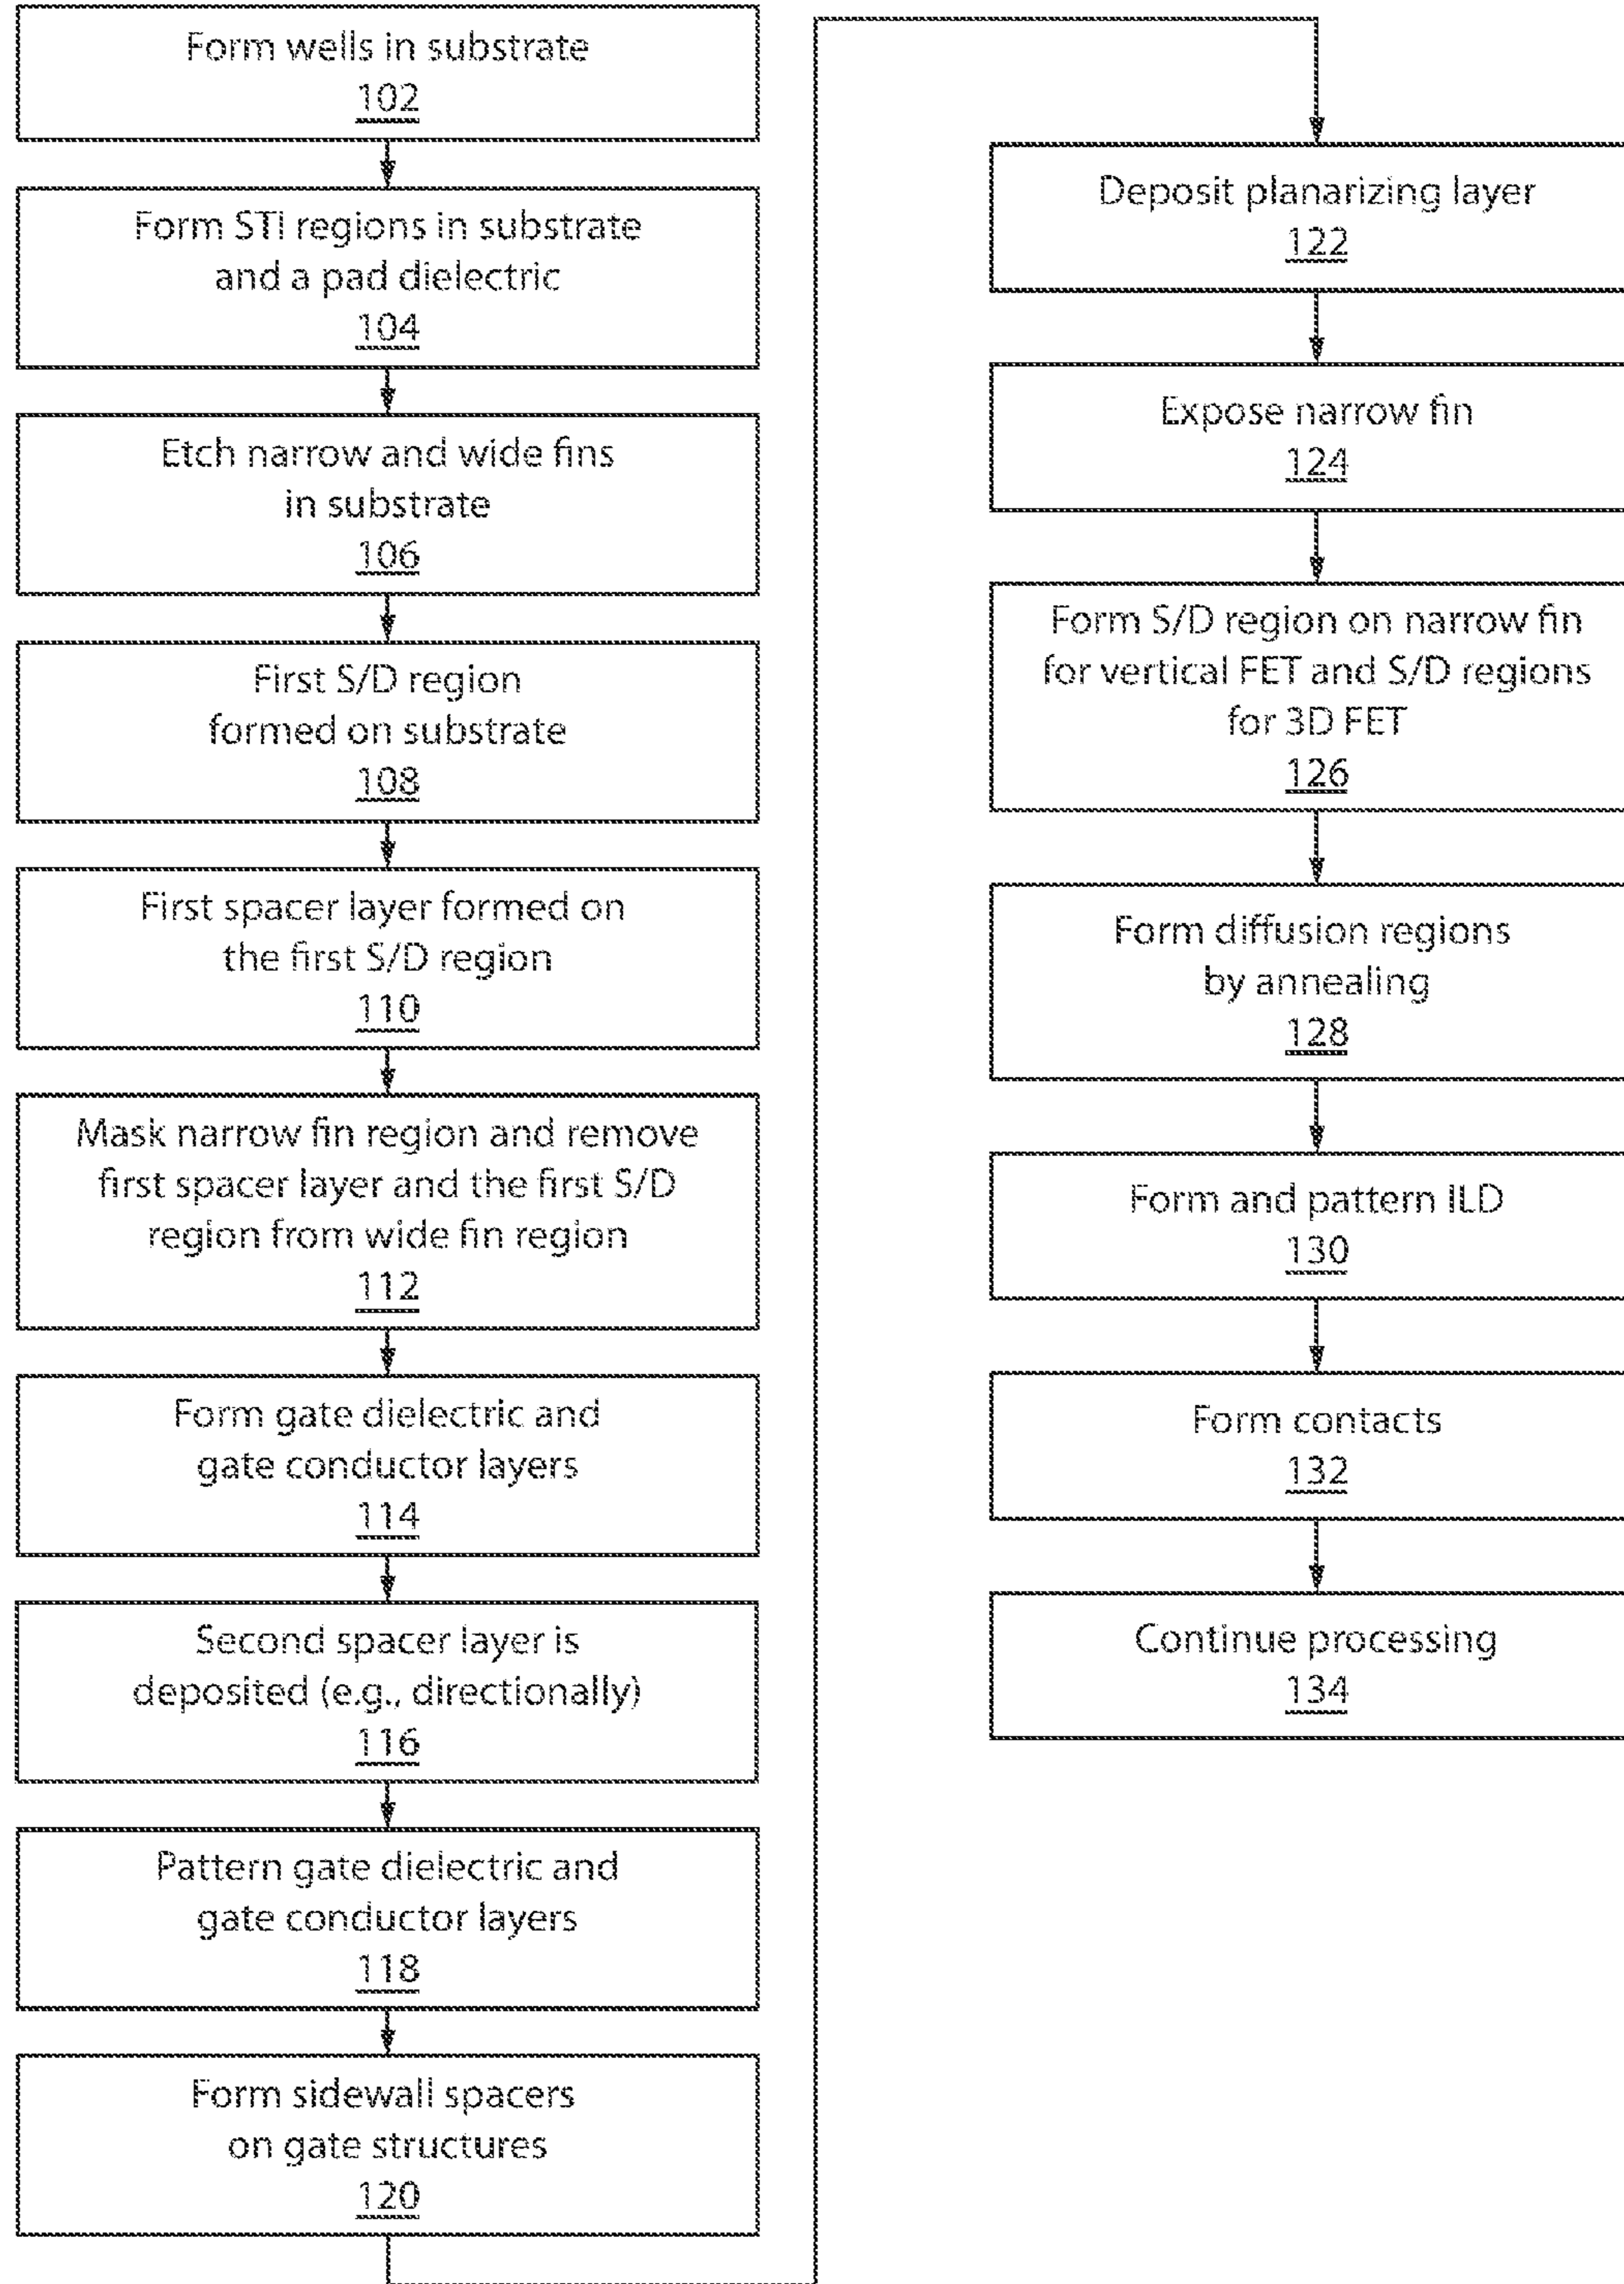 Form wells in substrate
102
Form STI regions in substrate
and a pad dielectric
104
Etch narrow and wide fins
in substrate
106
First S/D region
formed on substrate
108
First spacer layer formed on
the first S/D region
110
Mask narrow fin region and remove
first spacer layer and the first S/D
region from wide fin region
112
Form gate dielectric and
gate conductor layers
114
Second spacer layer is
deposited (e.g., directionally)
116
Pattern gate dielectric and
gate conductor layers
118
Form sidewall spacers
on gate structures
120
Deposit planarizing layer
122
Expose narrow fin
124
Form S/D region on narrow fin
for vertical FET and S/D regions
for 3D FET
126
Form diffusion regions
by annealing
128
Form and pattern ILD
130
Form contacts
132
Continue processing
134